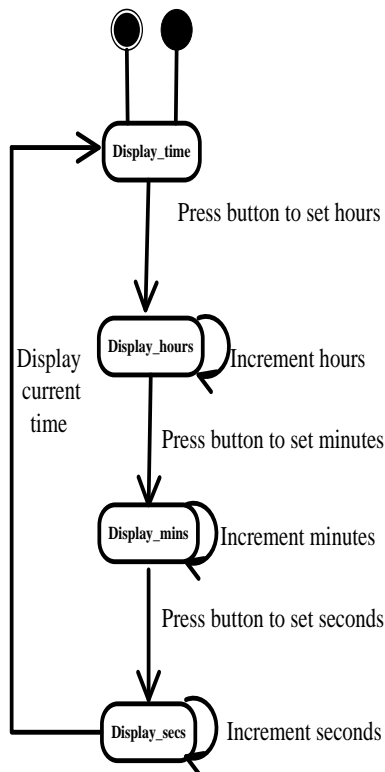 Display_time
Press button to set hours
Display_hours
Increment hours
Display
current
time
Press button to set minutes
Display_mins
Increment minutes
Press button to set seconds
Display_secs
Increment seconds